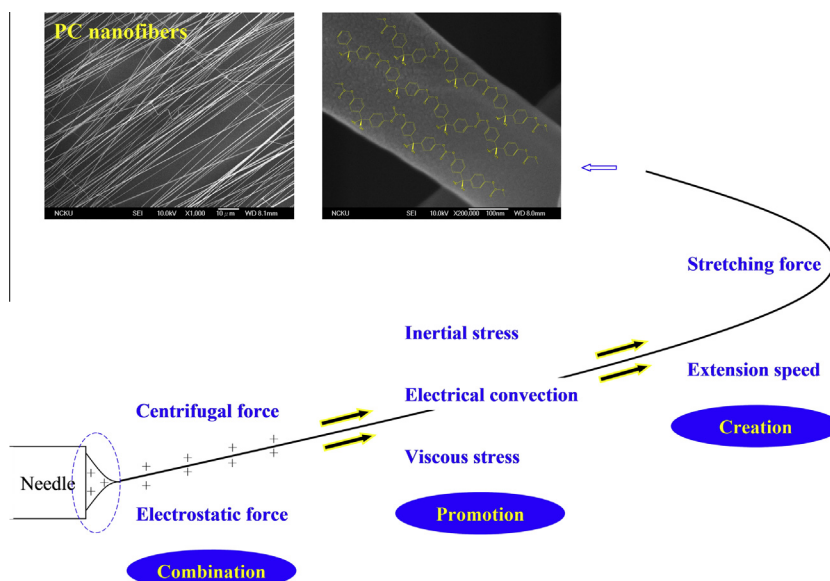 PC nanofibers
NCKU SEI 10.0kV X1,000 10μm WD 8.1mm
NCKU SEI 10.0kV X200,000 100nm WD 8.0mm
Stretching force
Inertial stress
Extension speed
Electrical convection
Centrifugal force
Creation
Viscous stress
Needle
Electrostatic force
Promotion
Combination